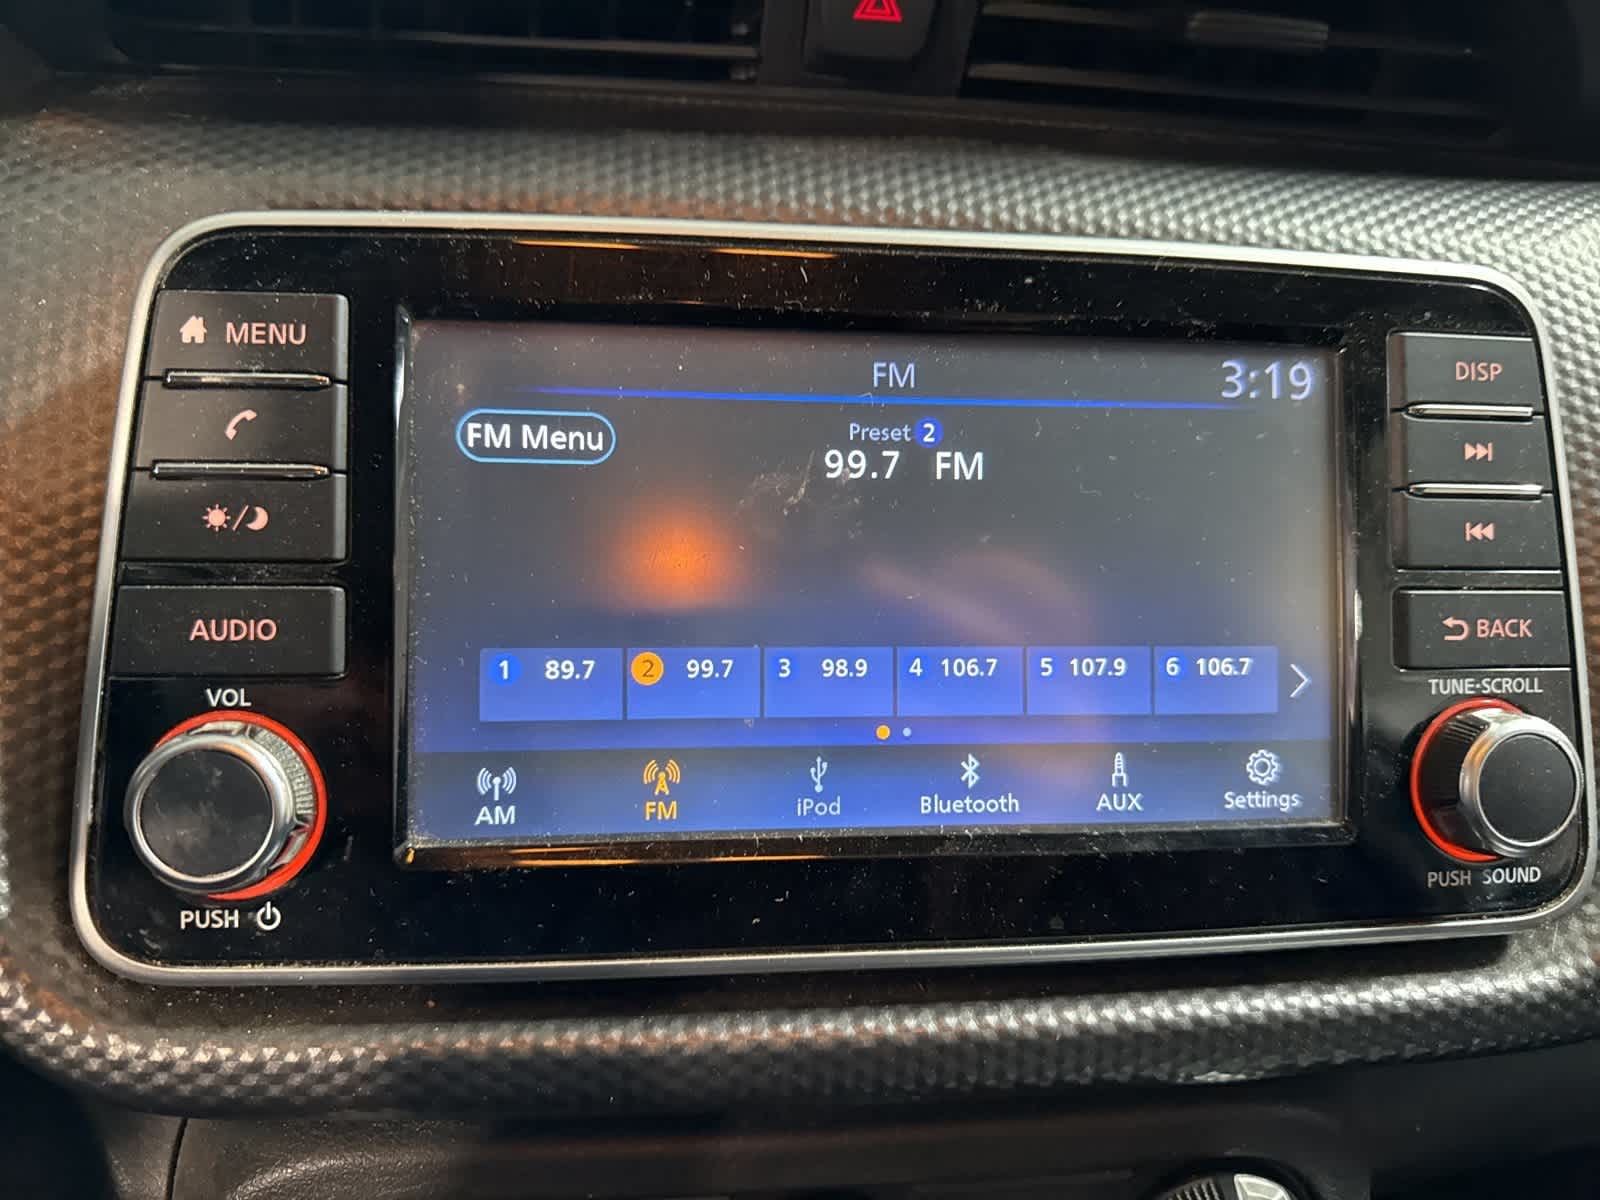 MENU
AUDIO
VOL
PUSH
FM
3:19
FM Menu
Preset 2
99.7 FM
1 89.7
2 99.7
3 98.9
4 106.7
5 107.9
6 106.7
AM
FM
iPod
Bluetooth
AUX
Settings
DISP
BACK
TUNE·SCROLL
PUSH SOUND